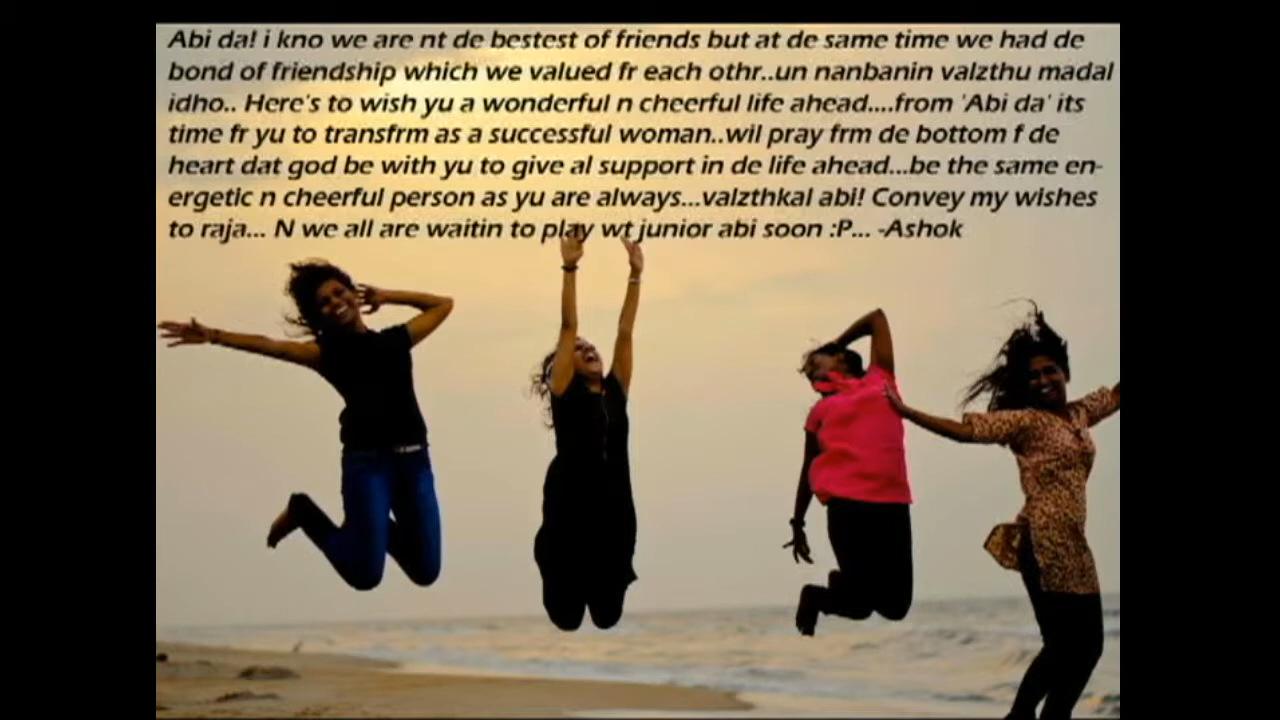 Abi da! i kno we are nt de bestest of friends but at de same time we had de
bond of friendship which we valued fr each othr..un nanbanin valzthu madal
idho.. Here's to wish yu a wonderful n cheerful life ahead....from 'Abi da' its
time fr yu to transfrm as a successful woman..wil pray frm de bottom f de
heart dat god be with yu to give al support in de life ahead...be the same en-
ergetic n cheerful person as yu are always...valzthkal abi! Convey my wishes
to raja... N we all are waitin to play wt junior abi soon :P... -Ashok